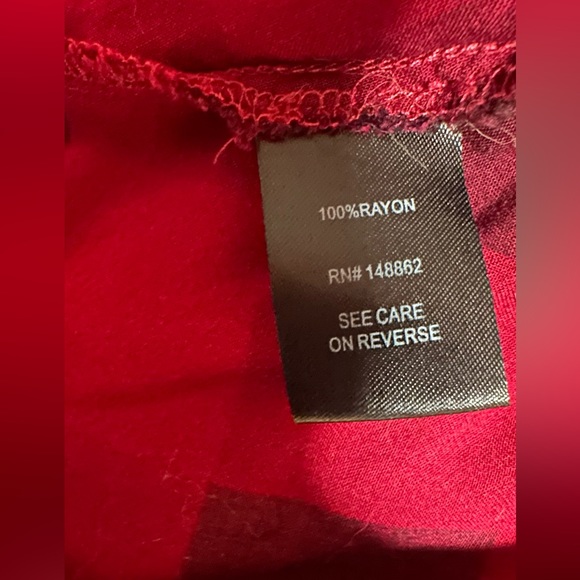 100%RAYON
RN# 148862
SEE CARE
ON REVERSE